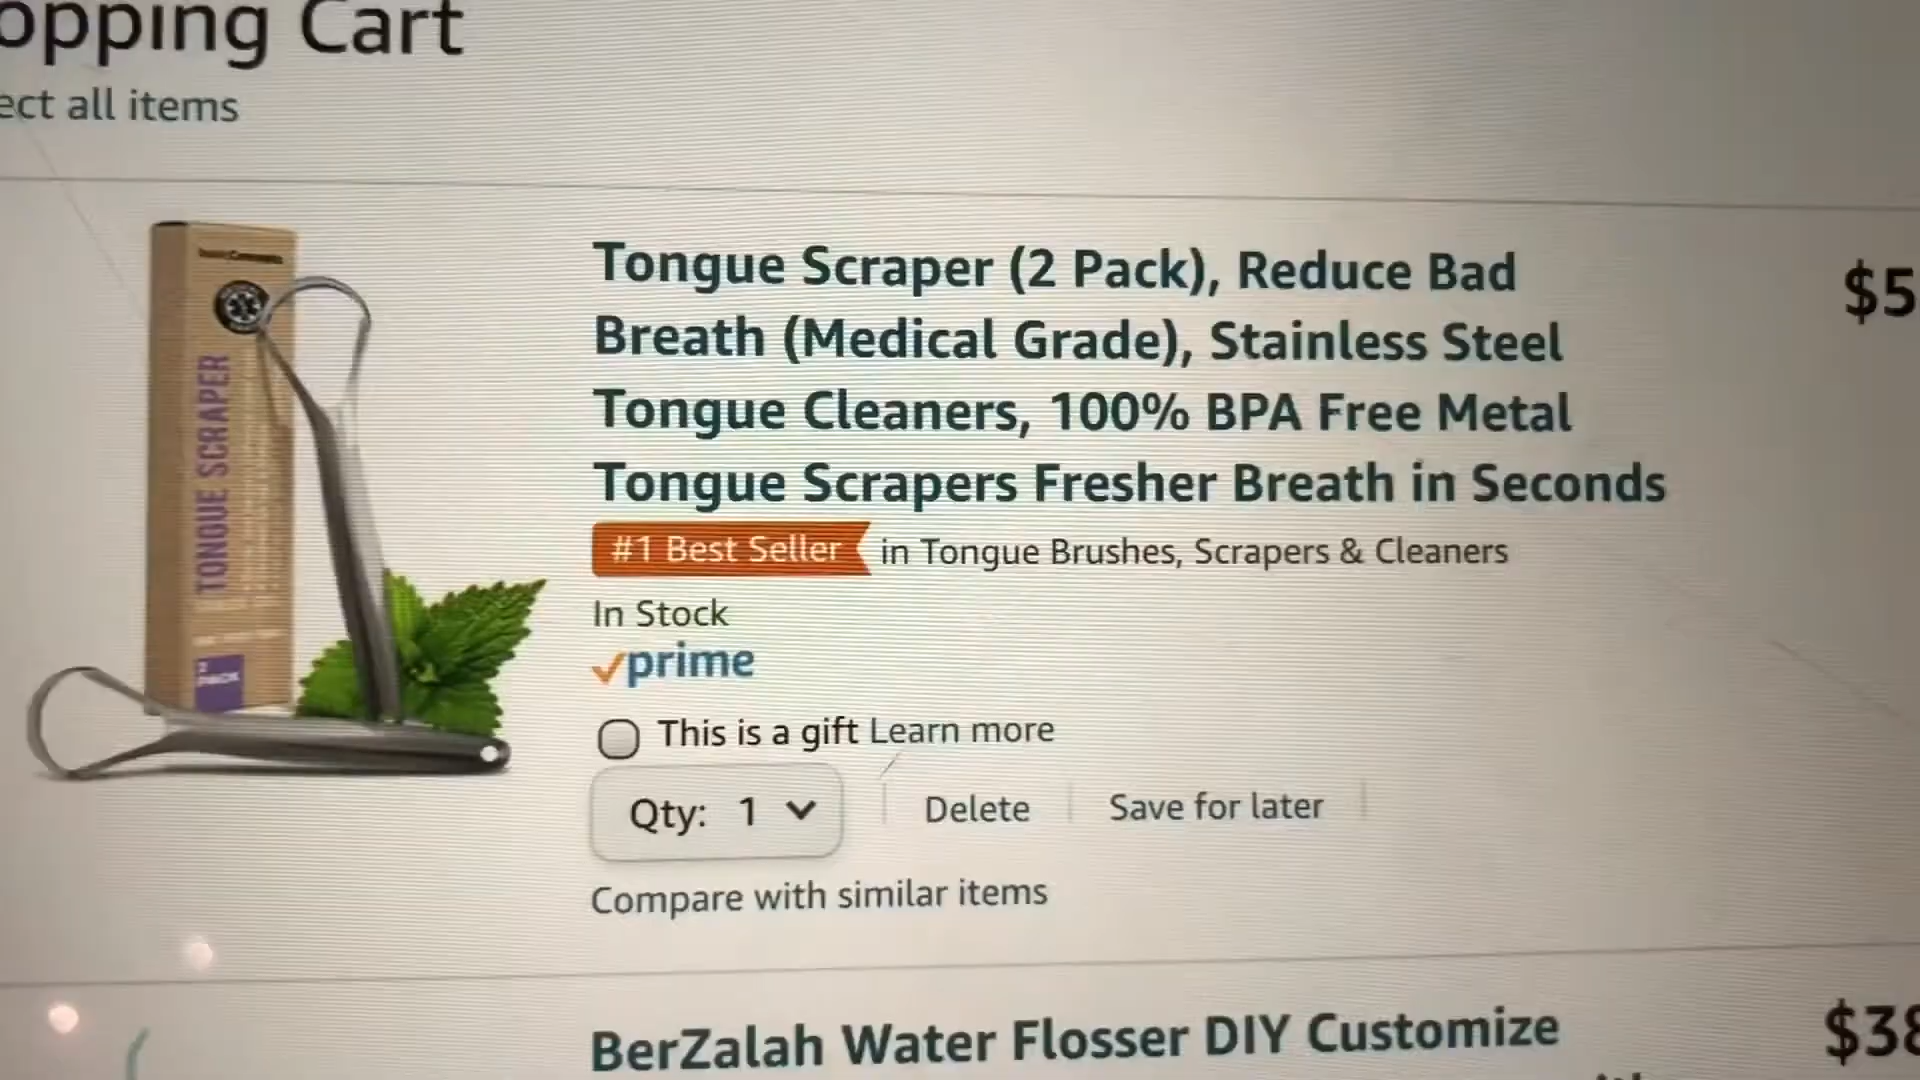 opping Cart
ect all items
TONGUE SCRAPER
2
PACK
Tongue Scraper (2 Pack), Reduce Bad
Breath (Medical Grade), Stainless Steel
Tongue Cleaners, 100% BPA Free Metal
Tongue Scrapers Fresher Breath in Seconds
$5
#1 Best Seller in Tongue Brushes, Scrapers & Cleaners
In Stock
prime
This is a gift Learn more
Qty: 1 Delete Save for later
Compare with similar items
BerZalah Water Flosser DIY Customize
$38